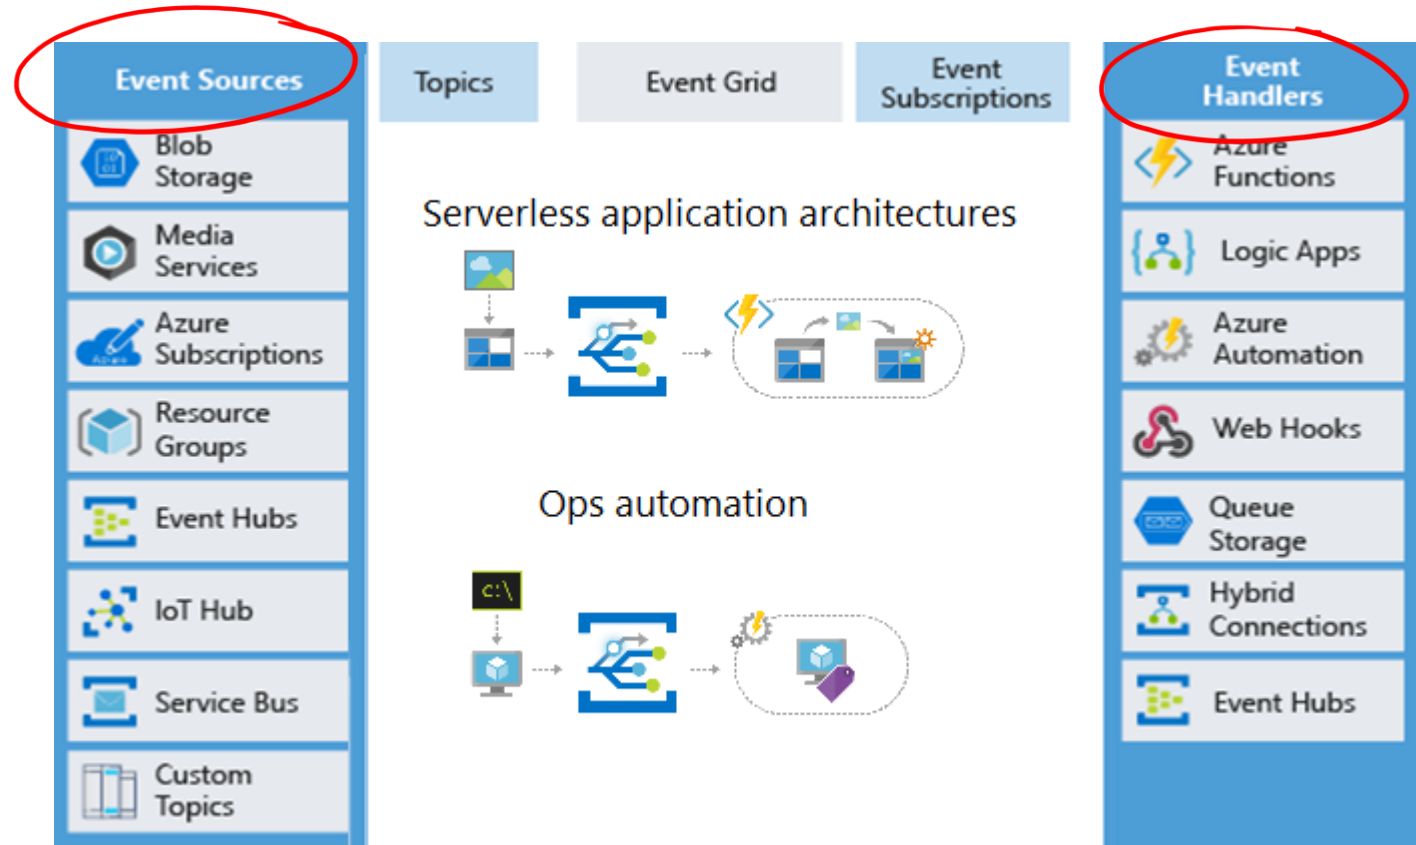 Event Sources
Blob
Storage
Media
Services
Azure
Subscriptions
Resource
Groups
Event Hubs
IoT Hub
Service Bus
Custom
Topics
Topics
Event Grid
Event
Subscriptions
Serverless application architectures
Ops automation
c:\
Event
Handlers
Azure
Functions
Logic Apps
Azure
Automation
Web Hooks
Queue
Storage
Hybrid
Connections
Event Hubs